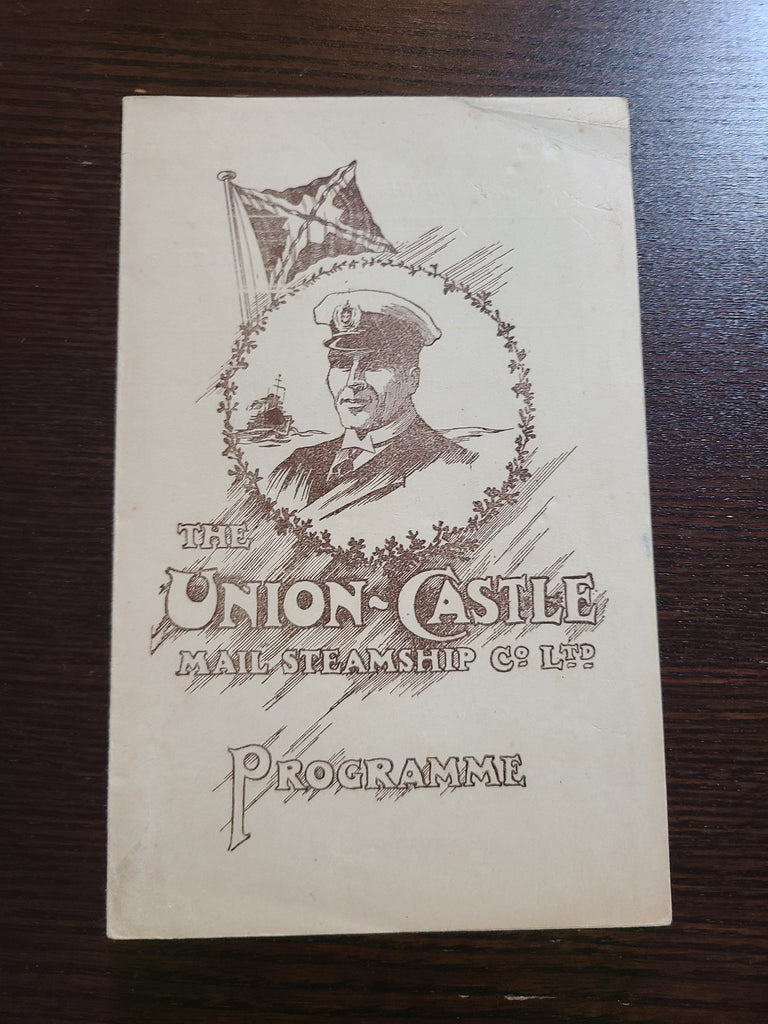 THE
UNION-CASTLE
MAIL STEAMSHIP Co LTD
PROGRAMME